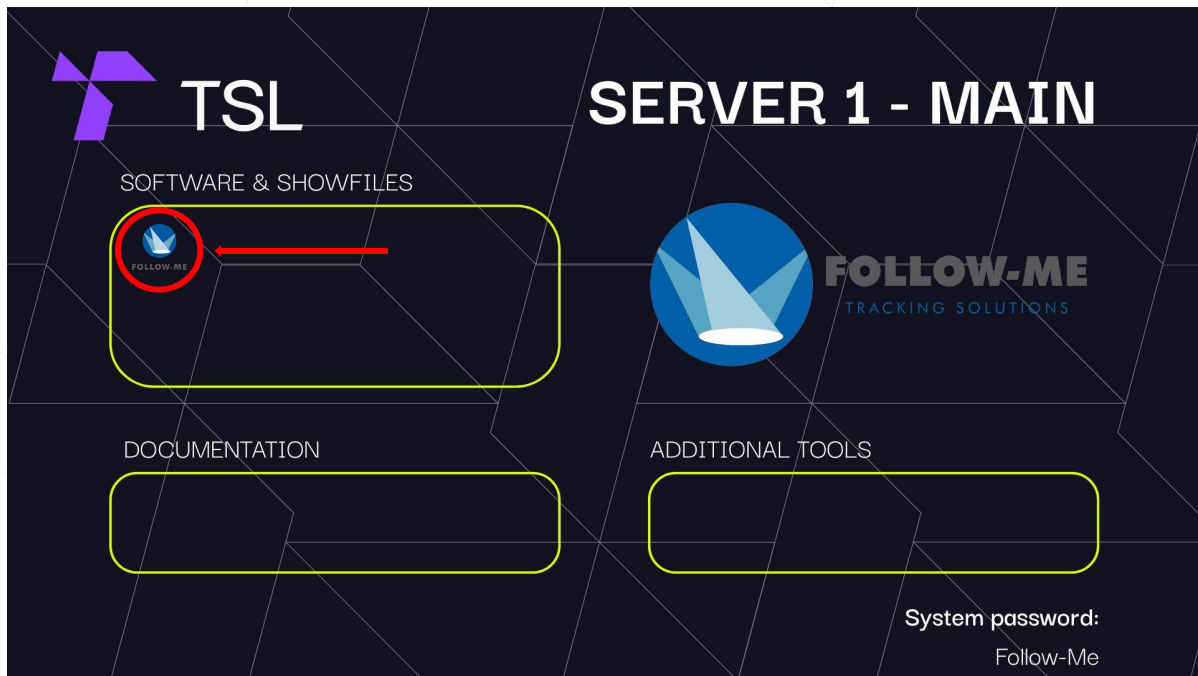 TSL
SERVER 1 - MAIN
SOFTWARE & SHOWFILES
FOLLOW-ME
FOLLOW-ME
TRACKING SOLUTIONS
DOCUMENTATION
ADDITIONAL TOOLS
System password:
Follow-Me